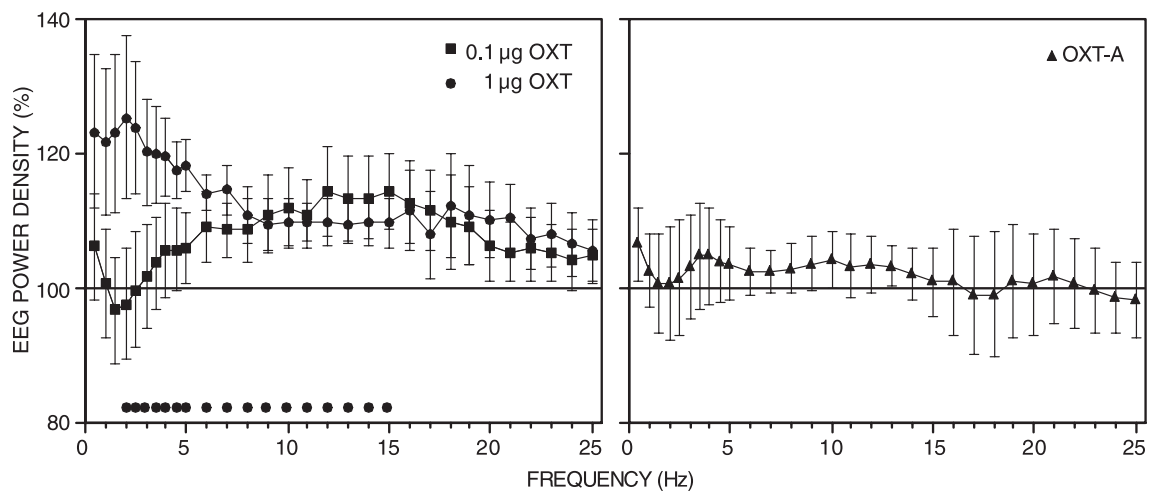 EEG POWER DENSITY (%)
140
120
100
80
0.1 µg OXT
1 µg OXT
OXT-A
0 5 10 15 20 25
0 5 10 15 20 25
FREQUENCY (Hz)